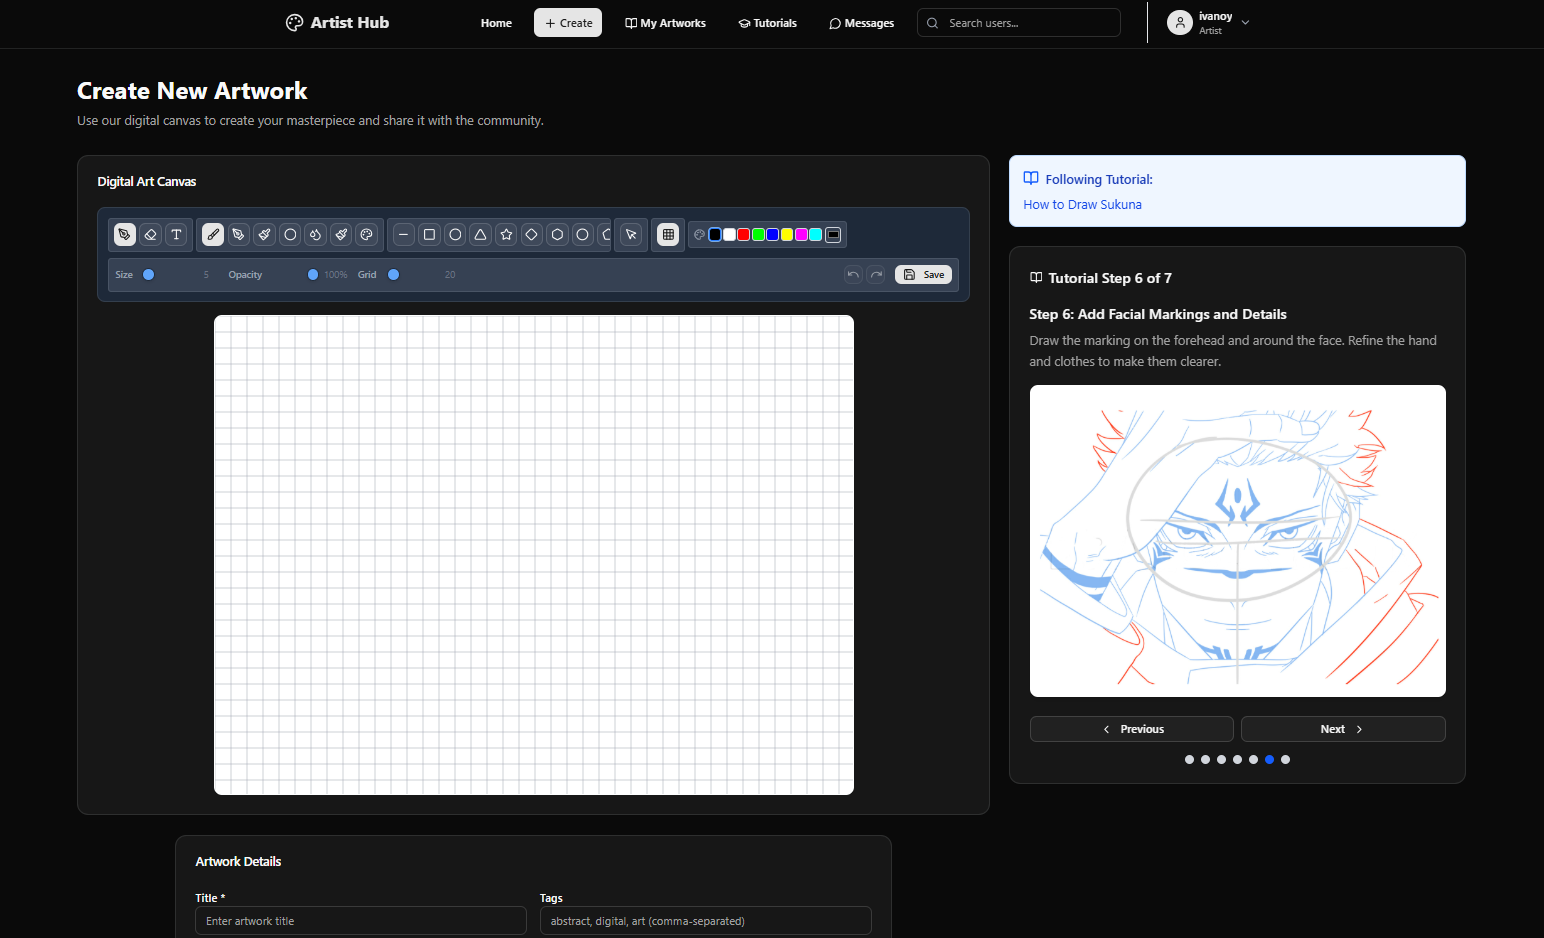 Artist Hub
Home
Create
My Artworks
Tutorials
Messages
Search users...
ivanoy
Artist
Create New Artwork
Use our digital canvas to create your masterpiece and share it with the community.
Digital Art Canvas
T
Size
5
Opacity
100%
Grid
20
Save
Following Tutorial:
How to Draw Sukuna
Tutorial Step 6 of 7
Step 6: Add Facial Markings and Details
Draw the marking on the forehead and around the face. Refine the hand
and clothes to make them clearer.
Previous
Next
Artwork Details
Title *
Tags
Enter artwork title
abstract, digital, art (comma-separated)